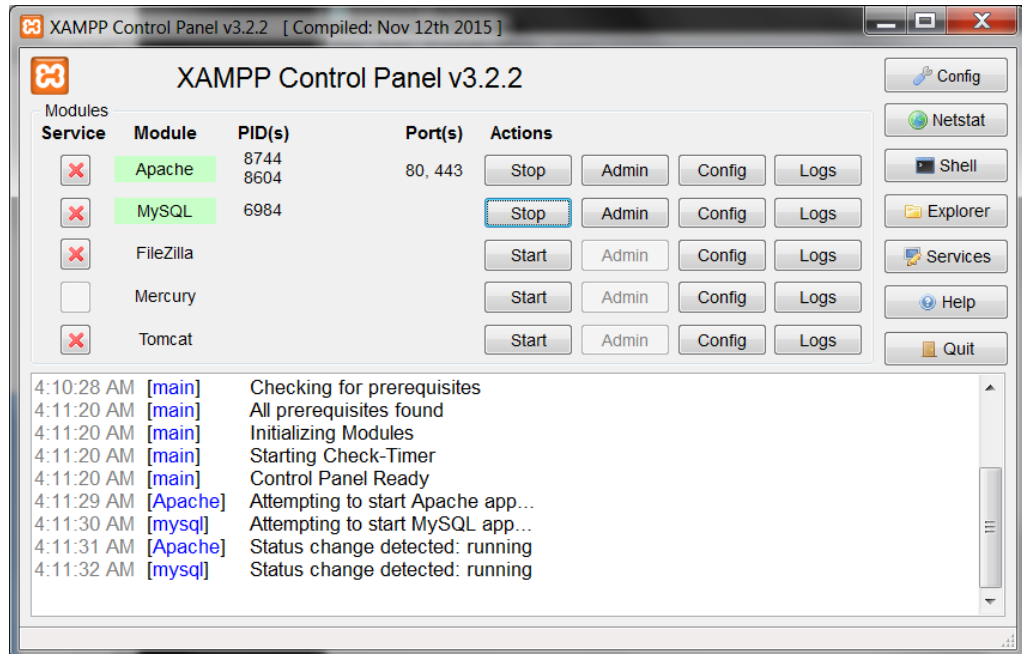 XAMPP Control Panel v3.2.2 [ Compiled: Nov 12th 2015 ]
XAMPP Control Panel v3.2.2
Config
Modules
Service Module PID(s) Port(s) Actions
Netstat
Apache 8744 8604 80, 443 Stop Admin Config Logs
Shell
MySQL 6984 Stop Admin Config Logs
Explorer
FileZilla Start Admin Config Logs
Services
Mercury Start Admin Config Logs
Help
Tomcat Start Admin Config Logs
Quit
4:10:28 AM [main] Checking for prerequisites
4:11:20 AM [main] All prerequisites found
4:11:20 AM [main] Initializing Modules
4:11:20 AM [main] Starting Check-Timer
4:11:20 AM [main] Control Panel Ready
4:11:29 AM [Apache] Attempting to start Apache app...
4:11:30 AM [mysql] Attempting to start MySQL app...
4:11:31 AM [Apache] Status change detected: running
4:11:32 AM [mysql] Status change detected: running